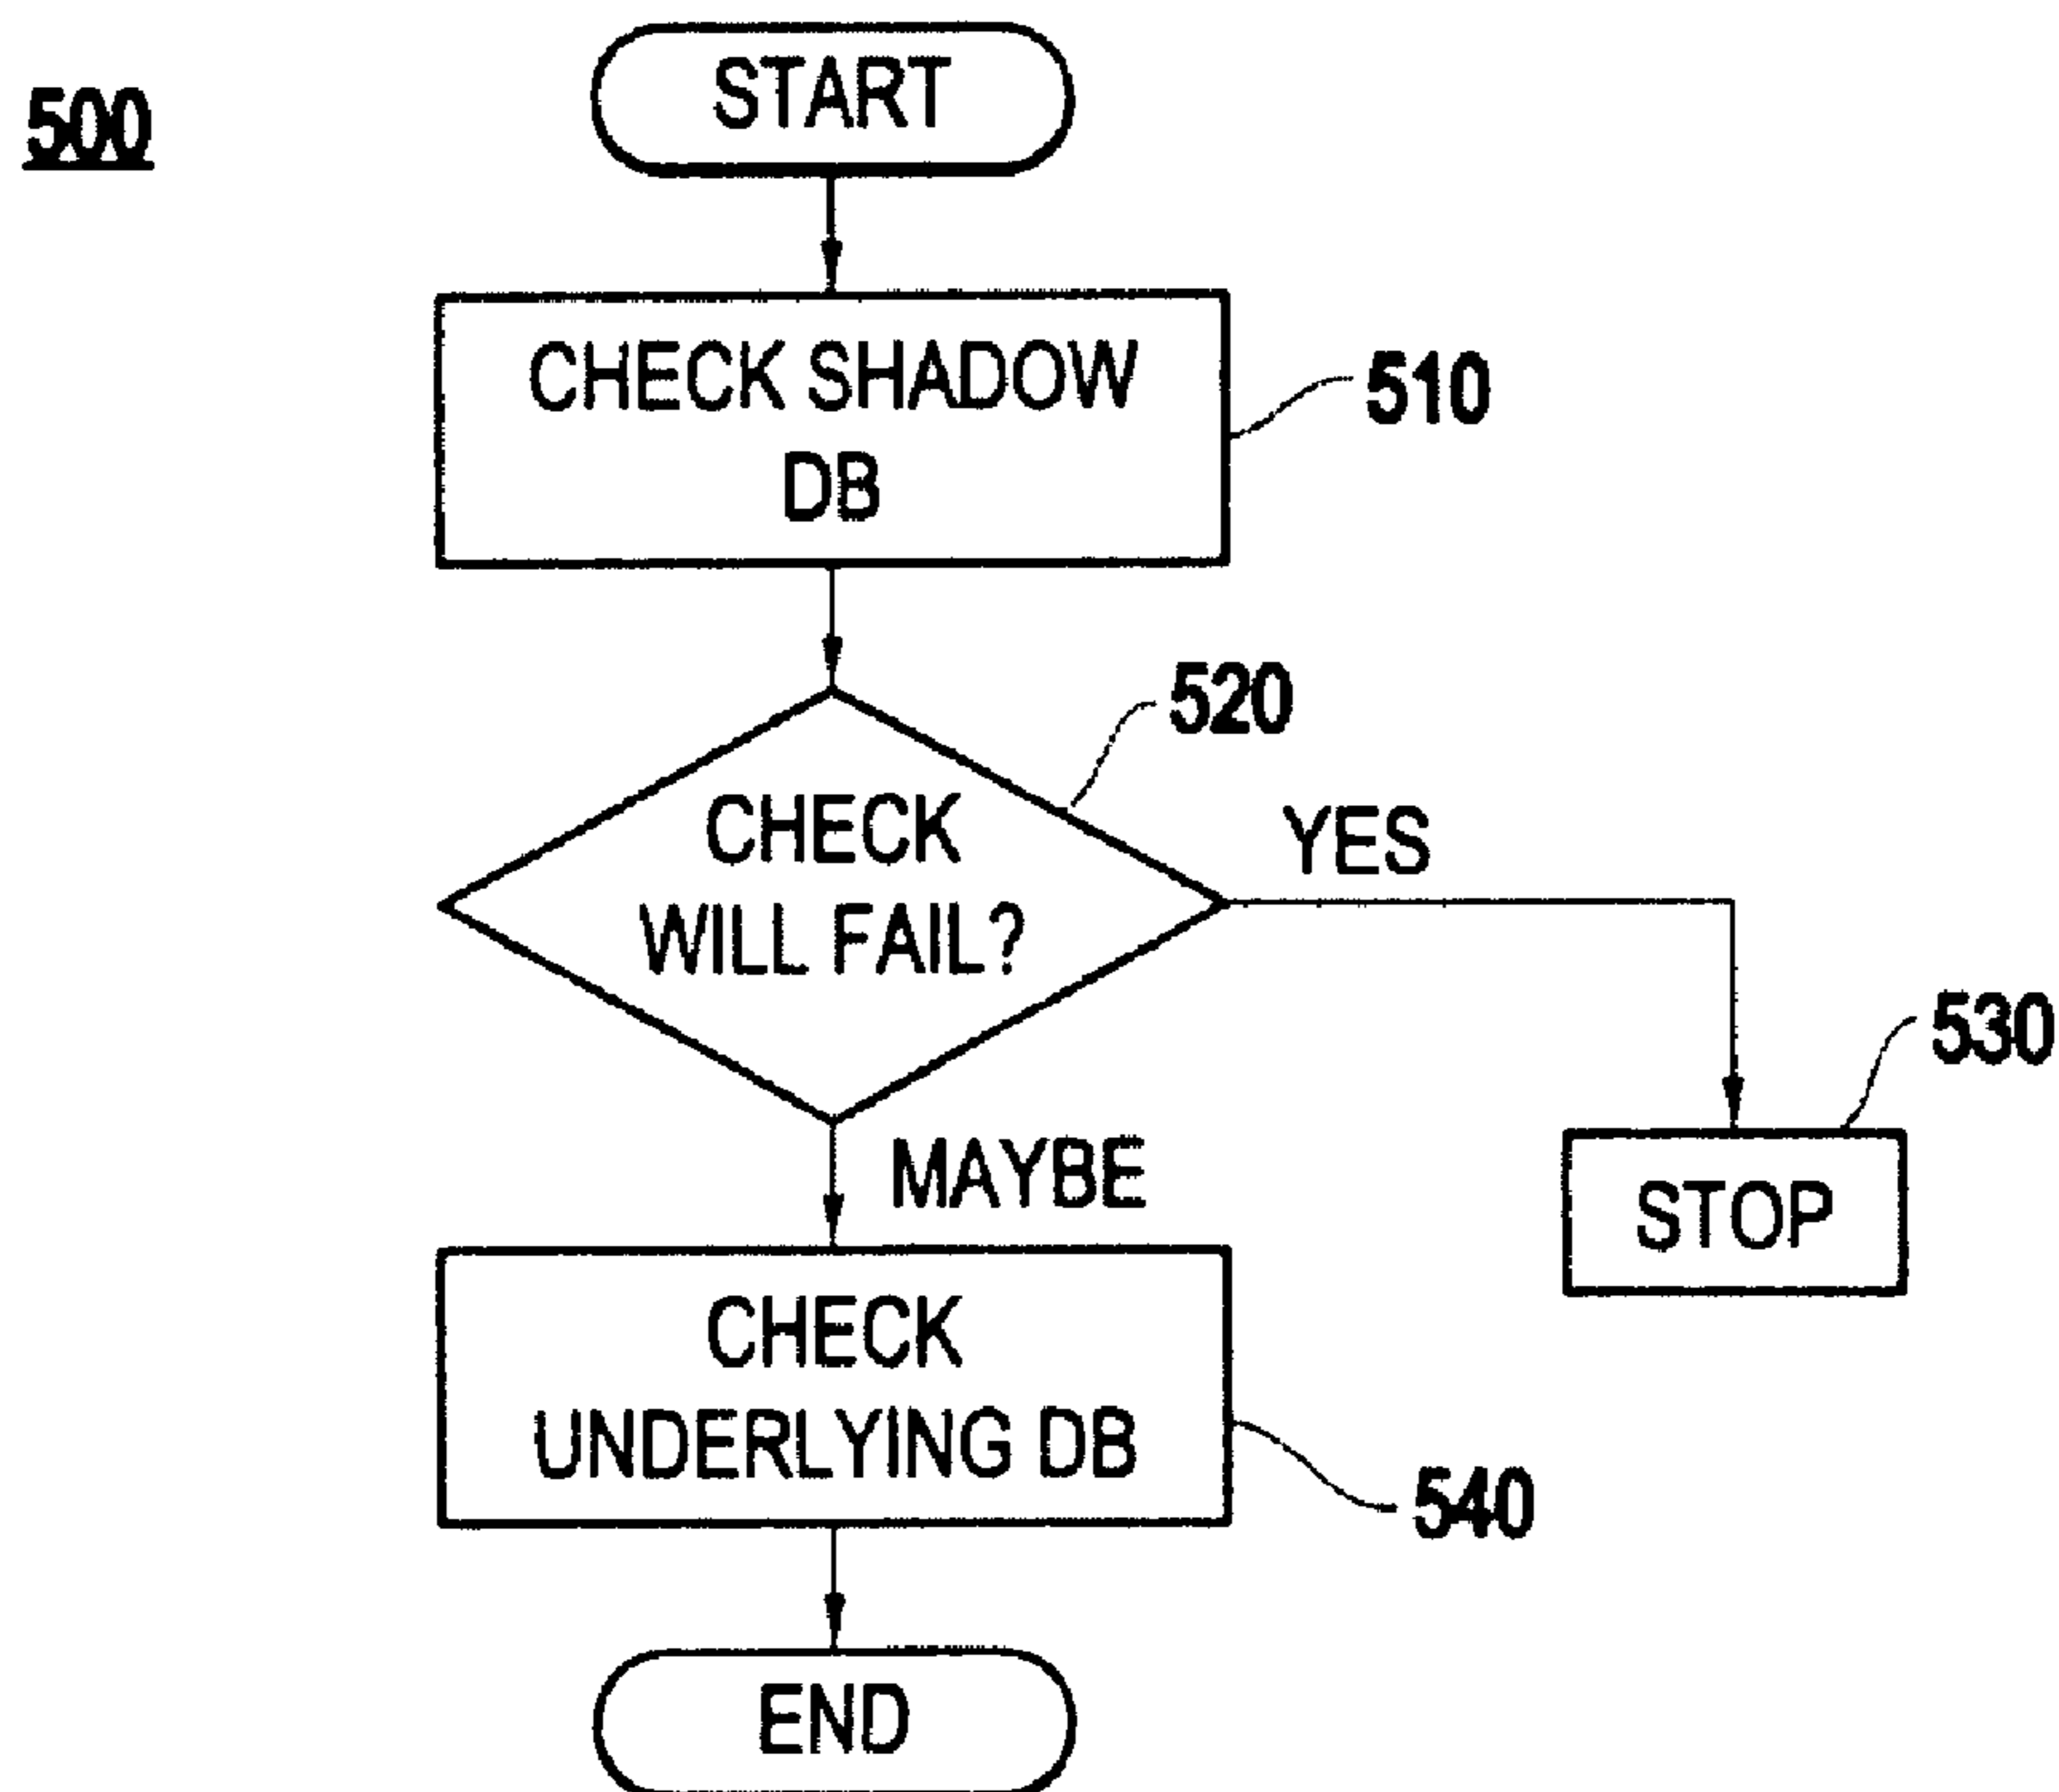 500
START
CHECK SHADOW
DB
510
520
CHECK
WILL FAIL?
YES
530
MAYBE
STOP
CHECK
UNDERLYING DB
540
END